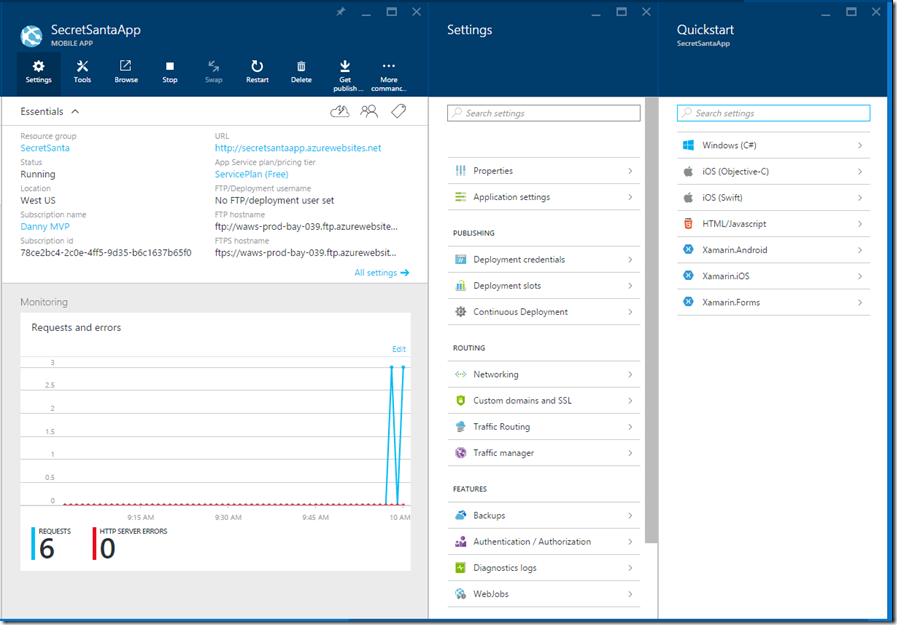 SecretSantaApp
MOBILE APP
Settings
Tools
Browse
Stop
Swap
Restart
Delete
Get
publish ...
More
commanc...
Essentials
Resource group
SecretSanta
Status
Running
Location
West US
Subscription name
Danny MVP
Subscription id
78ce2bc4-2c0e-4ff5-9d35-b6c1637b65f0
URL
http://secretsantaapp.azurewebsites.net
App Service plan/pricing tier
ServicePlan (Free)
FTP/Deployment username
No FTP/deployment user set
FTP hostname
ftp://waws-prod-bay-039.ftp.azurewebsite...
FTPS hostname
ftps://waws-prod-bay-039.ftp.azurewebsit...
All settings
Monitoring
Requests and errors
Edit
3
2.5
2
1.5
1
0.5
0
9:15 AM
9:30 AM
9:45 AM
10 AM
REQUESTS
6
HTTP SERVER ERRORS
0
Settings
Search settings
Properties
Application settings
PUBLISHING
Deployment credentials
Deployment slots
Continuous Deployment
ROUTING
Networking
Custom domains and SSL
Traffic Routing
Traffic manager
FEATURES
Backups
Authentication / Authorization
Diagnostics logs
WebJobs
Quickstart
SecretSantaApp
Search settings
Windows (C#)
iOS (Objective-C)
iOS (Swift)
HTML/Javascript
Xamarin.Android
Xamarin.iOS
Xamarin.Forms